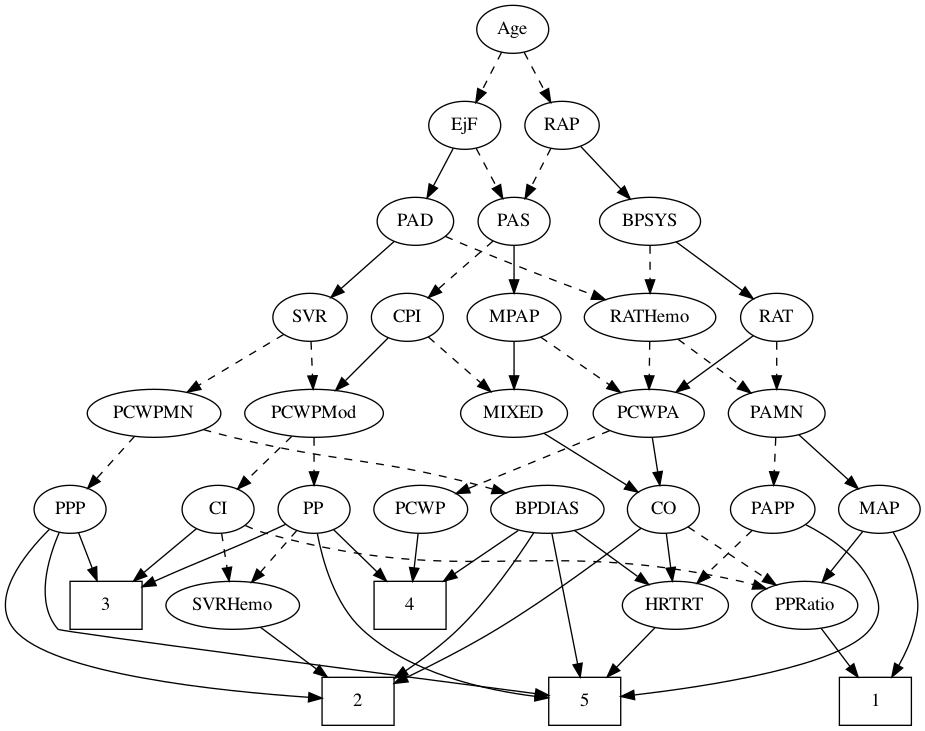 Age
EjF
RAP
PAD
PAS
BPSYS
SVR
CPI
MPAP
RATHemo
RAT
PCWPMN
PCWPMod
MIXED
PCWPA
PAMN
PPP
CI
PP
PCWP
BPDIAS
CO
PAPP
MAP
3
SVRHemo
4
HRTRT
PPRatio
2
5
1